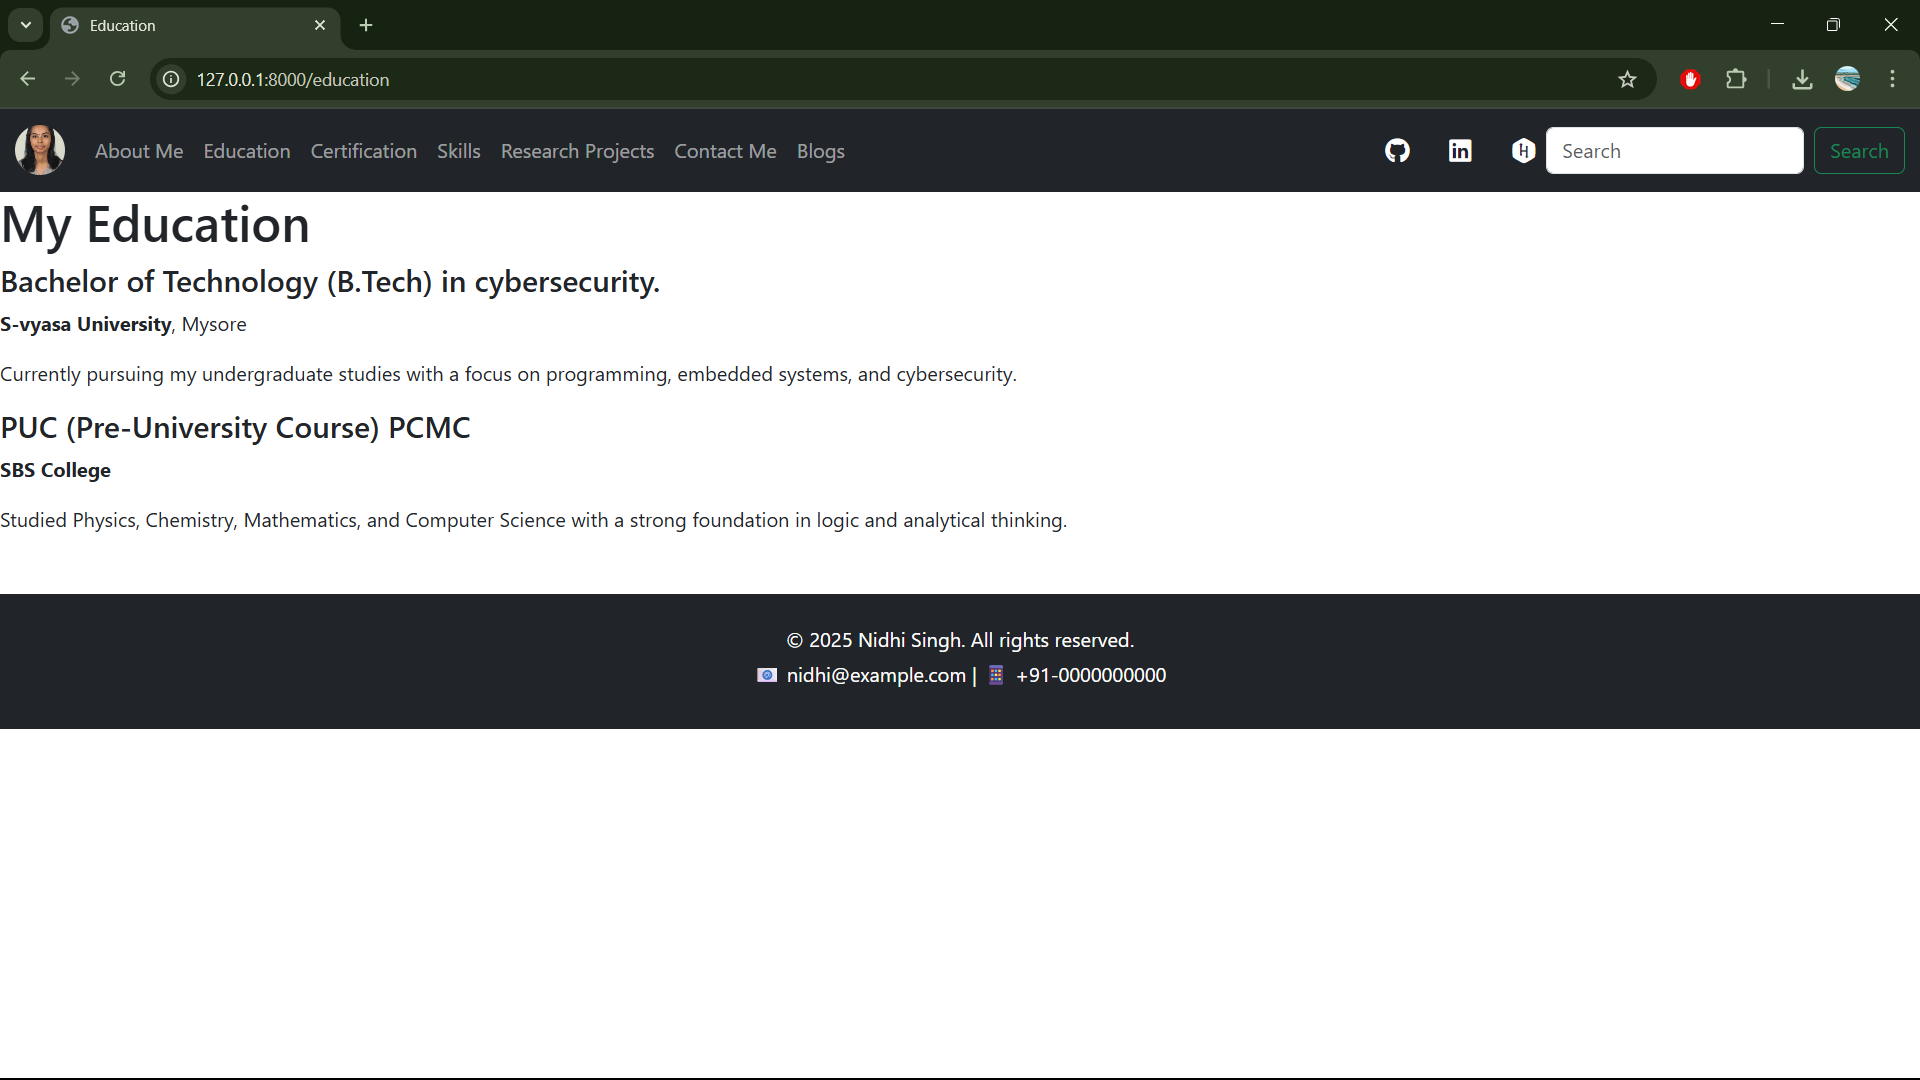 Education
127.0.0.1:8000/education
About Me Education Certification Skills Research Projects Contact Me Blogs in H Search Search
My Education
Bachelor of Technology (B.Tech) in cybersecurity.
S-vyasa University, Mysore
Currently pursuing my undergraduate studies with a focus on programming, embedded systems, and cybersecurity.
PUC (Pre-University Course) PCMC
SBS College
Studied Physics, Chemistry, Mathematics, and Computer Science with a strong foundation in logic and analytical thinking.
© 2025 Nidhi Singh. All rights reserved.
📧 nidhi@example.com | 📱 +91-0000000000